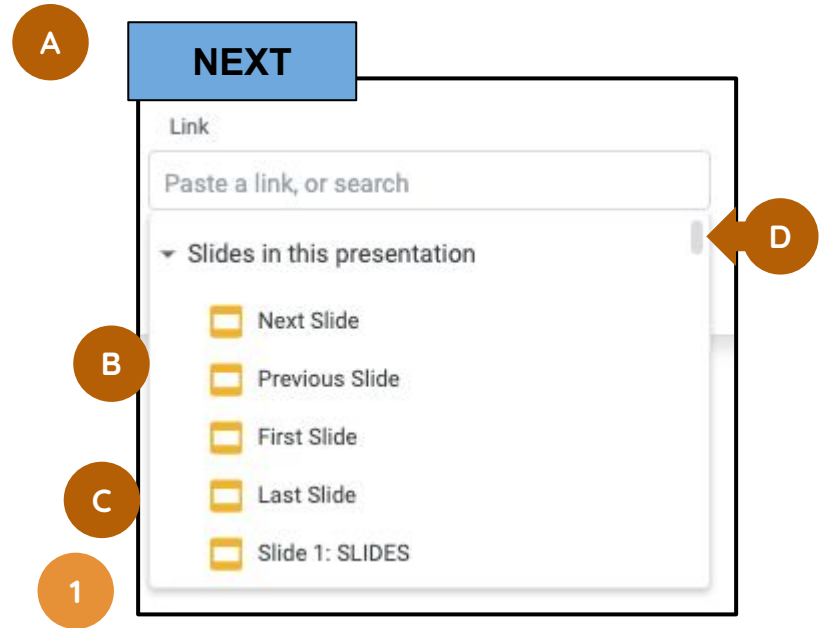 A
NEXT
Link
Paste a link, or search
D
Slides in this presentation
Next Slide
B
Previous Slide
First Slide
C
Last Slide
Slide 1: SLIDES
1